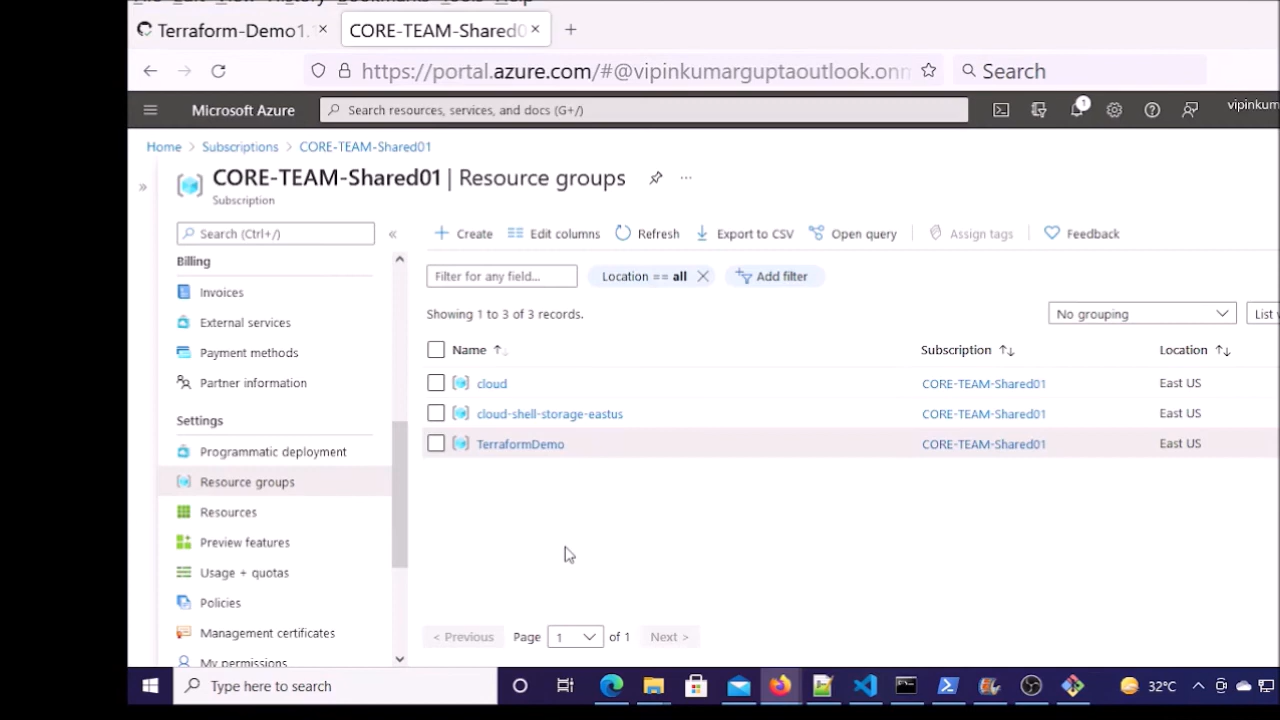 Terraform-Demo1.
CORE-TEAM-Shared0
https://portal.azure.com/#@vipinkumarguptaoutlook.onn
Search
Microsoft Azure
Search resources, services, and docs (G+/)
1
vipinkum
Home > Subscriptions > CORE-TEAM-Shared01
CORE-TEAM-Shared01 | Resource groups
Subscription
Search (Ctrl+/)
Create
Edit columns
Refresh
Export to CSV
Open query
Assign tags
Feedback
Billing
Invoices
External services
Payment methods
Partner information
Settings
Programmatic deployment
Resource groups
Resources
Preview features
Usage + quotas
Policies
Management certificates
My permissions
Filter for any field...
Location == all
Add filter
Showing 1 to 3 of 3 records.
No grouping
List
Name Subscription Location
cloud CORE-TEAM-Shared01 East US
cloud-shell-storage-eastus CORE-TEAM-Shared01 East US
TerraformDemo CORE-TEAM-Shared01 East US
< Previous Page 1 of 1 Next >
Type here to search
32°C